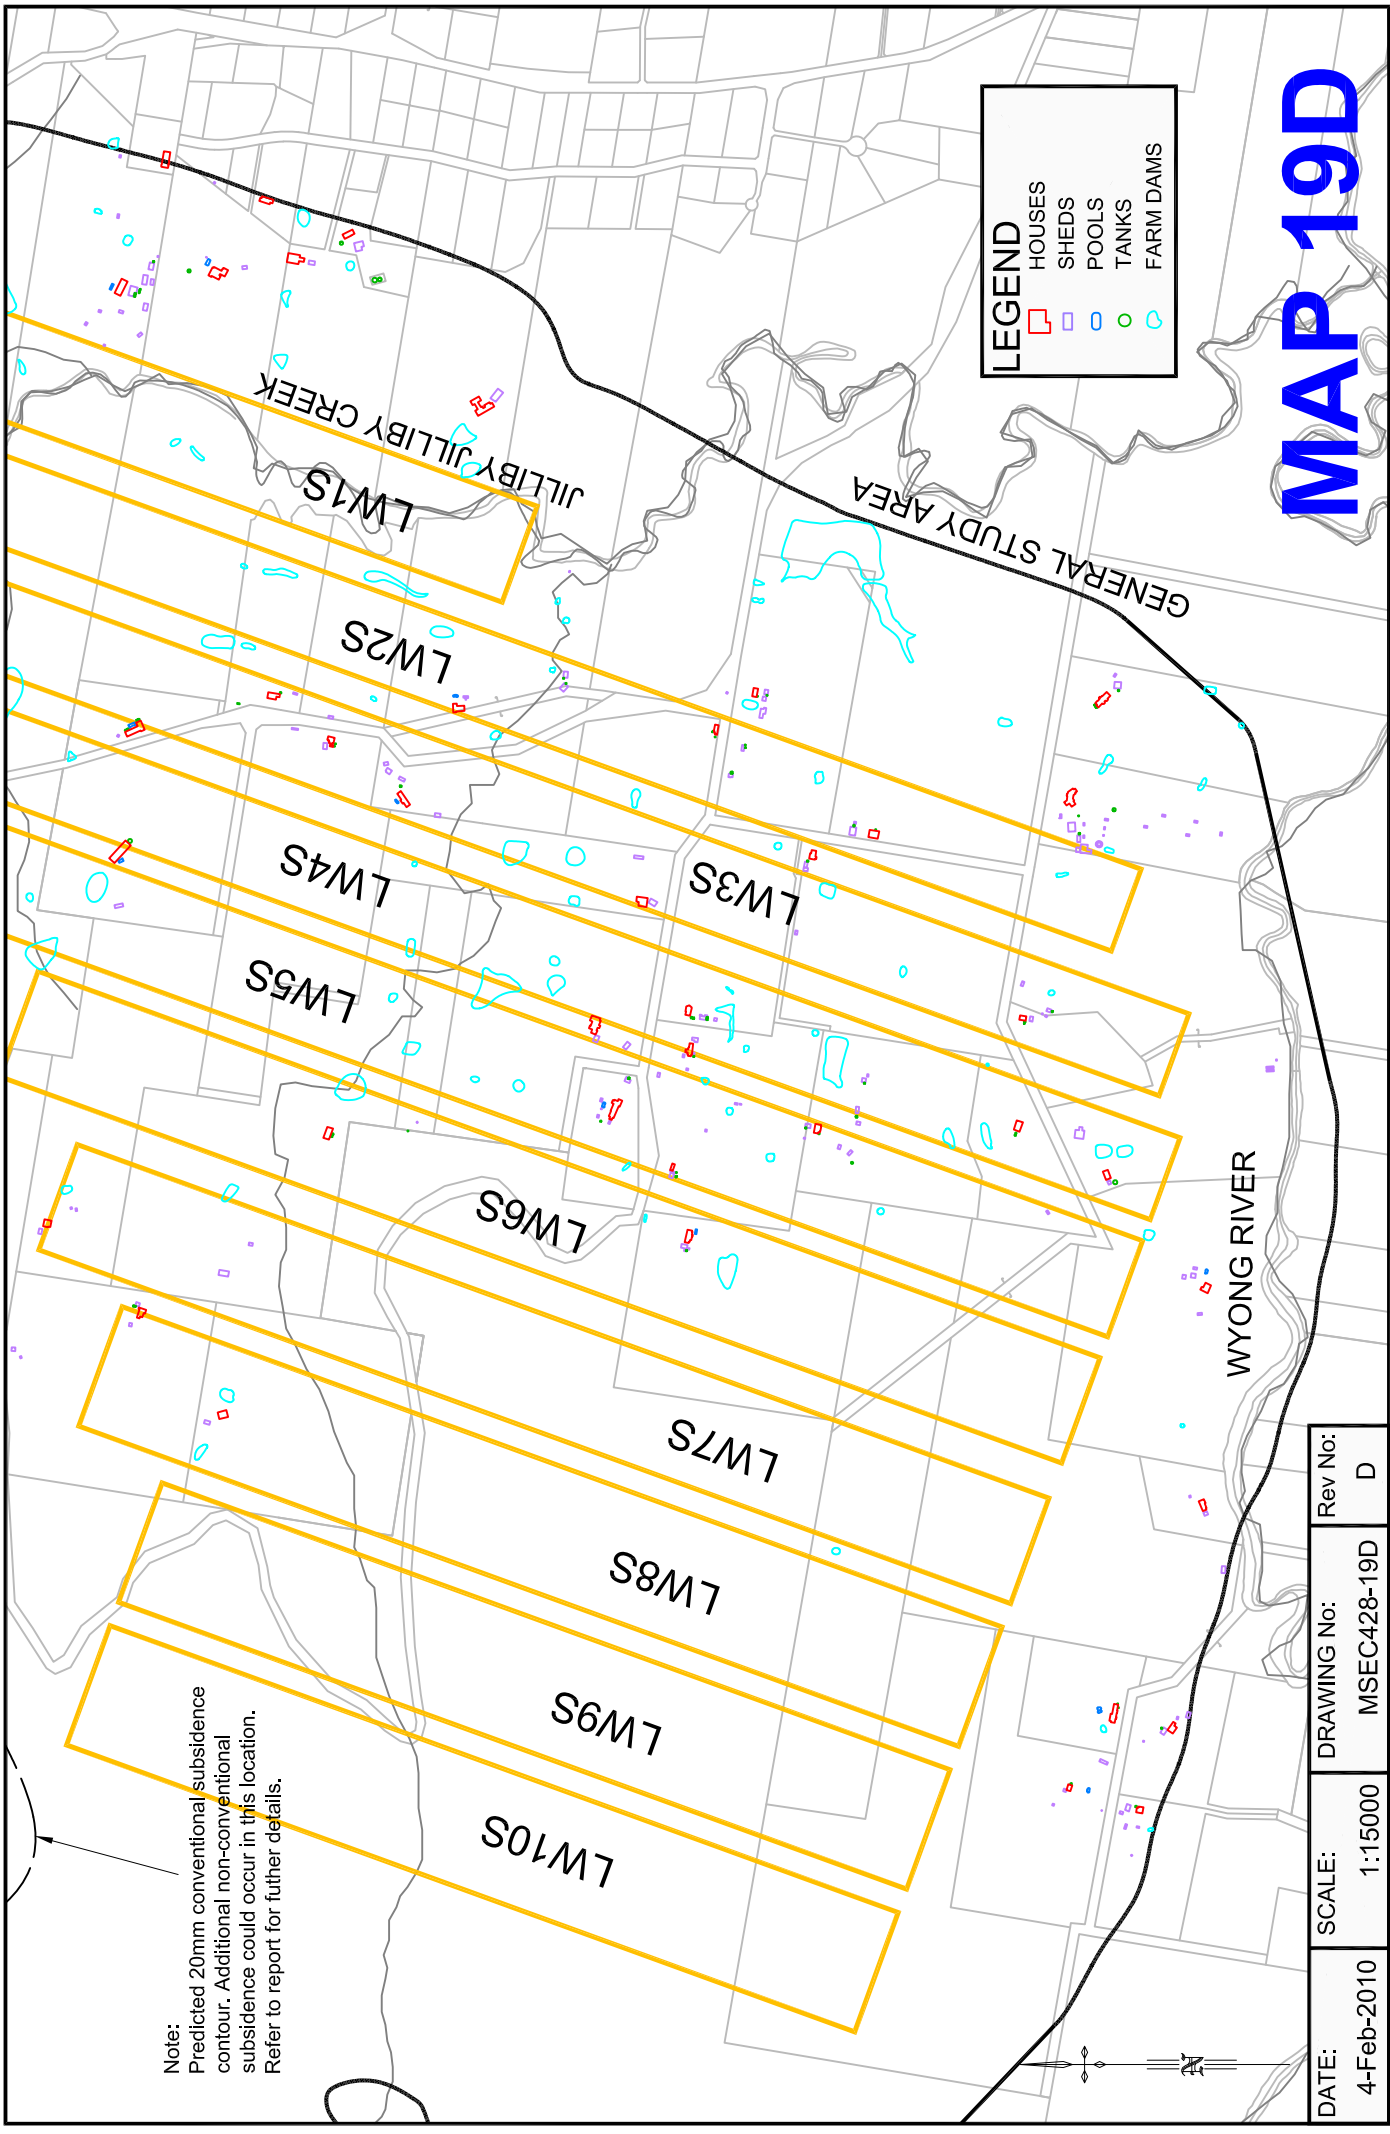 Note:
Predicted 20mm conventional subsidence
contour. Additional non-conventional
subsidence could occur in this location.
Refer to report for futher details.
JILLIBY JILLIBY CREEK
LW1S
LW2S
LW3S
LW4S
LW5S
LW6S
LW7S
LW8S
LW9S
LW10S
GENERAL STUDY AREA
WYONG RIVER
LEGEND
HOUSES
SHEDS
POOLS
TANKS
FARM DAMS
N
DATE:
4-Feb-2010
SCALE:
1:15000
DRAWING No:
MSEC428-19D
Rev No:
D
MAP 19D